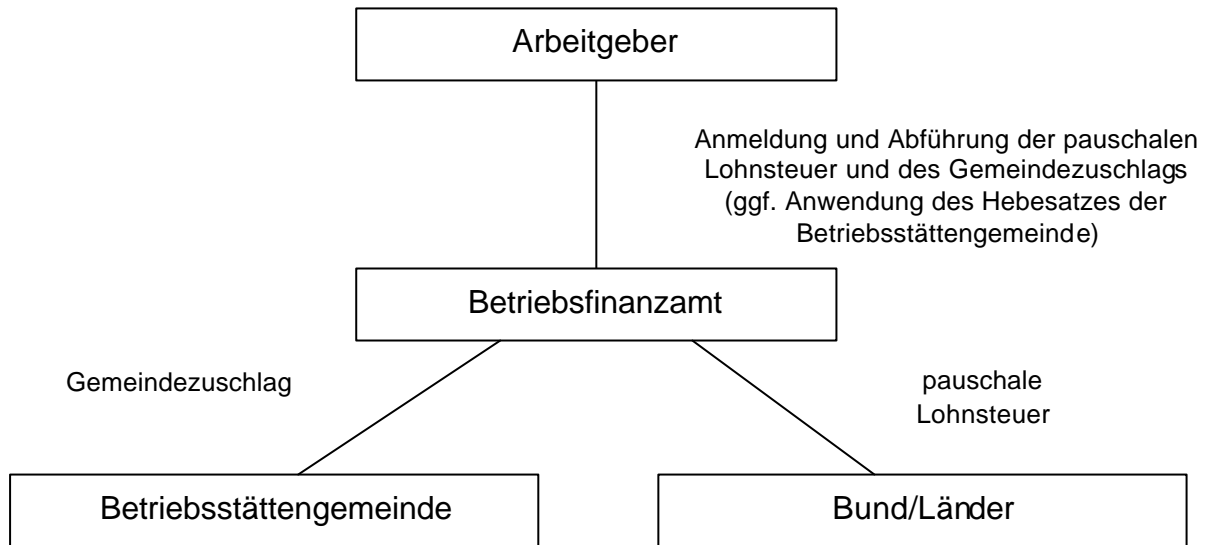 Arbeitgeber
Anmeldung und Abführung der pauschalen
Lohnsteuer und des Gemeindezuschlags
(ggf. Anwendung des Hebesatzes der
Betriebsstättengemeinde)
Betriebsfinanzamt
Gemeindezuschlag
pauschale
Lohnsteuer
Betriebsstättengemeinde
Bund/Länder